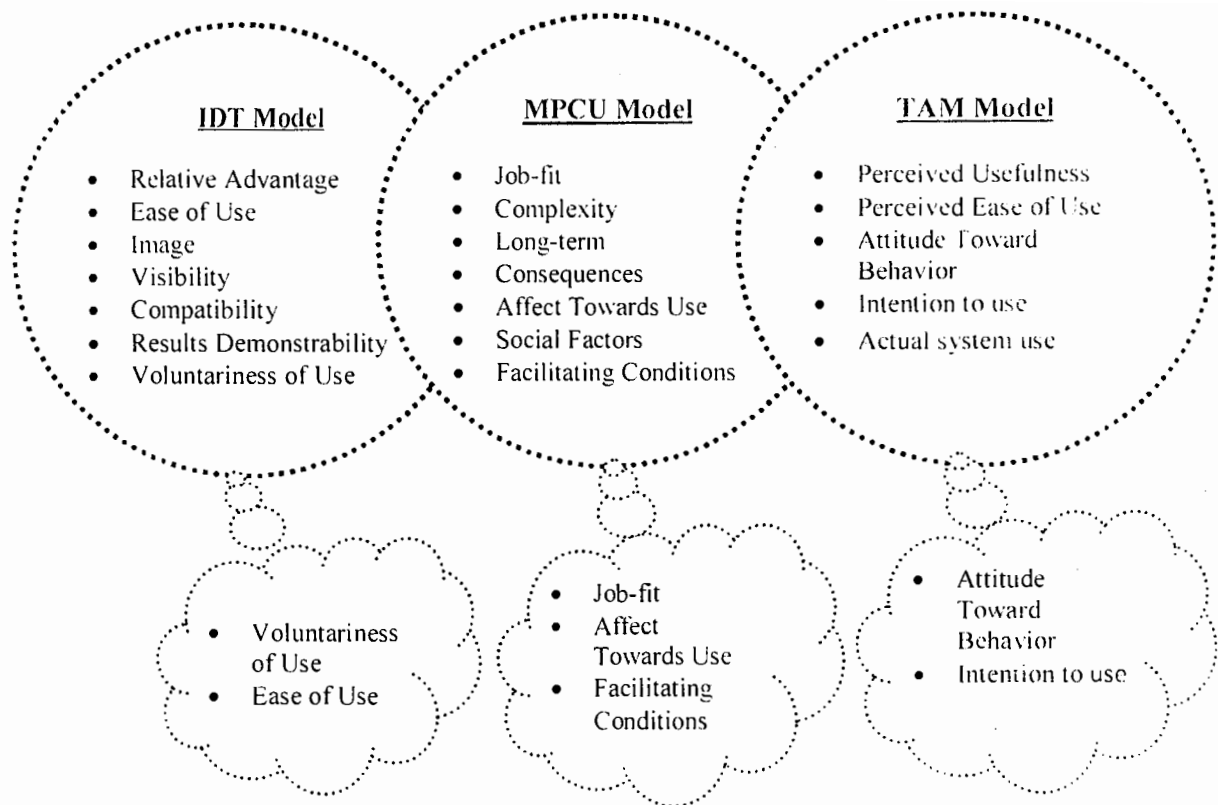 IDT Model
• Relative Advantage
• Ease of Use
• Image
• Visibility
• Compatibility
• Results Demonstrability
• Voluntariness of Use
MPCU Model
• Job-fit
• Complexity
• Long-term
• Consequences
• Affect Towards Use
• Social Factors
• Facilitating Conditions
TAM Model
• Perceived Usefulness
• Perceived Ease of Use
• Attitude Toward
Behavior
• Intention to use
• Actual system use
• Voluntariness
of Use
• Ease of Use
• Job-fit
• Affect
Towards Use
• Facilitating
Conditions
• Attitude
Toward
Behavior
• Intention to use